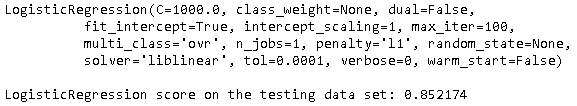 LogisticRegression(C=1000.0, class_weight=None, dual=False,
fit_intercept=True, intercept_scaling=1, max_iter=100,
multi_class='ovr', n_jobs=1, penalty='l1', random_state=None,
solver='liblinear', tol=0.0001, verbose=0, warm_start=False)
LogisticRegression score on the testing data set: 0.852174